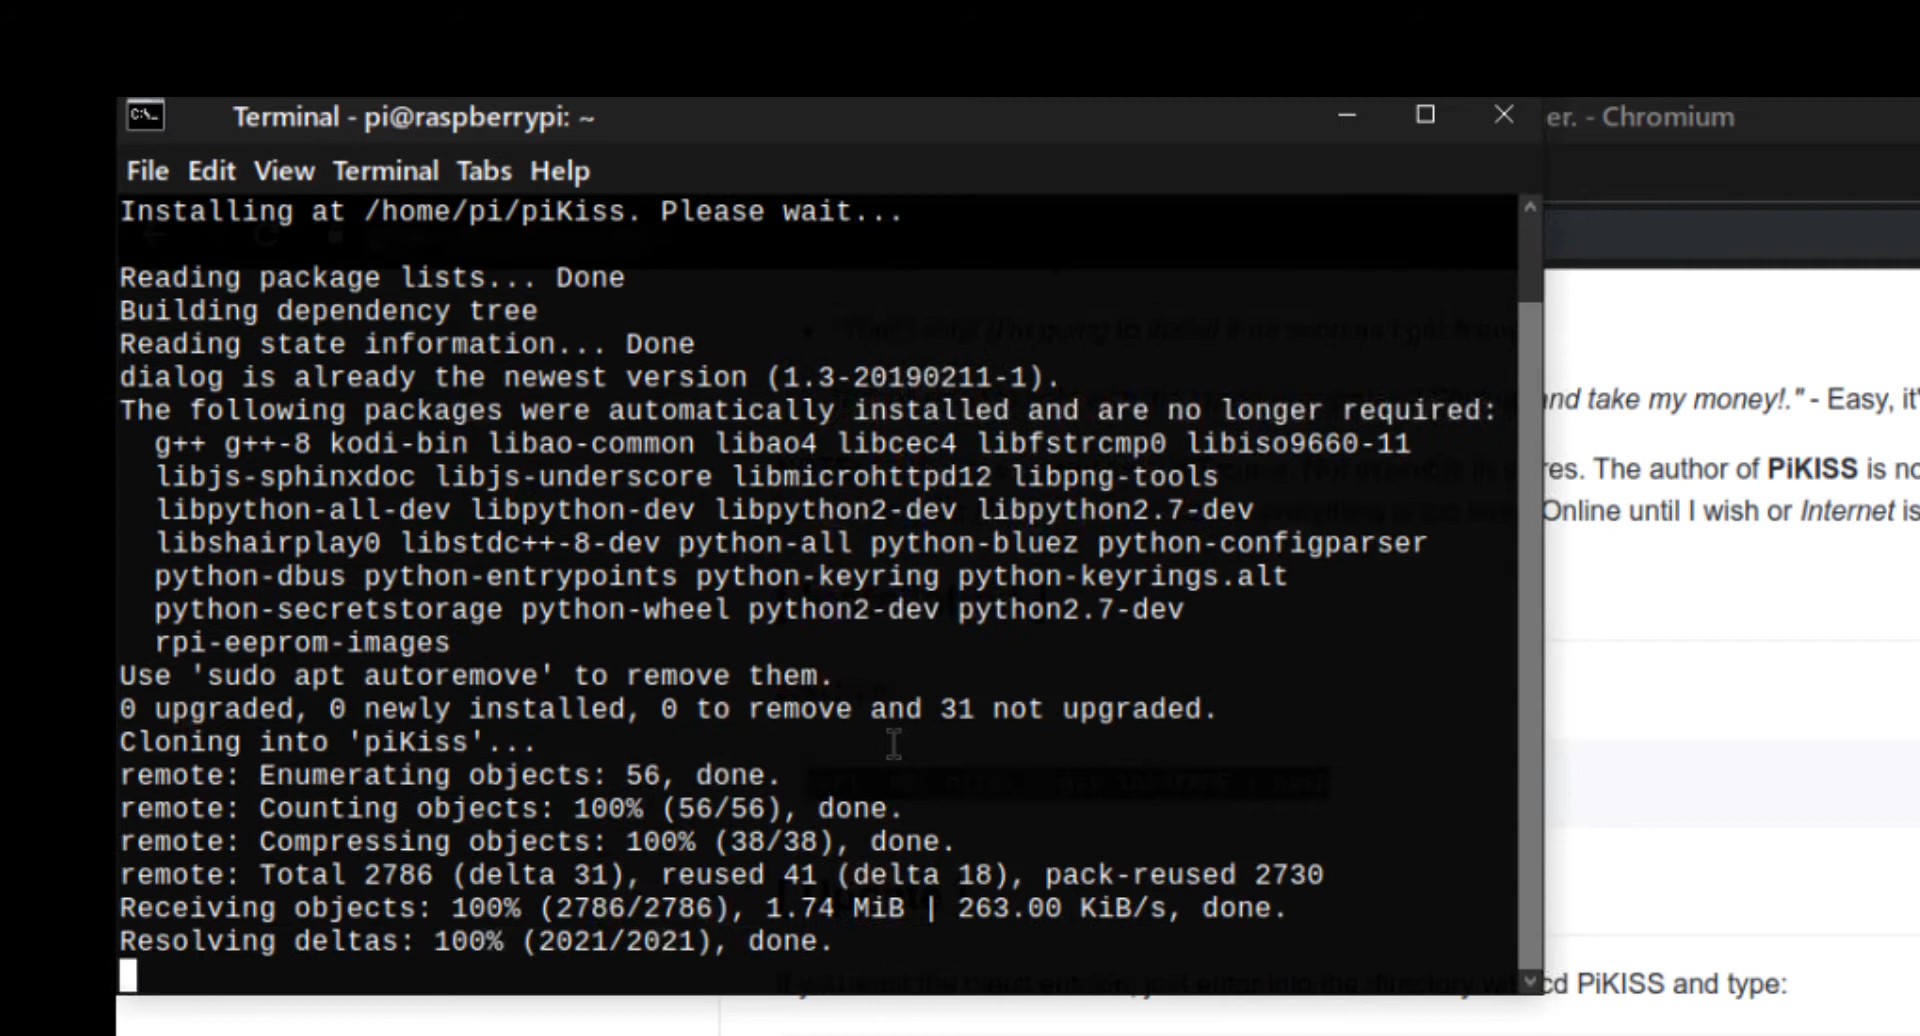 Terminal - pi@raspberrypi: ~
er. - Chromium
File Edit View Terminal Tabs Help
Installing at /home/pi/piKiss. Please wait...
Reading package lists... Done
Building dependency tree
Reading state information... Done
dialog is already the newest version (1.3-20190211-1).
The following packages were automatically installed and are no longer required:
g++ g++-8 kodi-bin libao-common libao4 libcec4 libfstrcmp0 libiso9660-11
libjs-sphinxdoc libjs-underscore libmicrohttpd12 libpng-tools
libpython-all-dev libpython-dev libpython2-dev libpython2.7-dev
libshairplay0 libstdc++-8-dev python-all python-bluez python-configparser
python-dbus python-entrypoints python-keyring python-keyrings.alt
python-secretstorage python-wheel python2-dev python2.7-dev
rpi-eeprom-images
Use 'sudo apt autoremove' to remove them.
0 upgraded, 0 newly installed, 0 to remove and 31 not upgraded.
Cloning into 'piKiss'...
remote: Enumerating objects: 56, done.
remote: Counting objects: 100% (56/56), done.
remote: Compressing objects: 100% (38/38), done.
remote: Total 2786 (delta 31), reused 41 (delta 18), pack-reused 2730
Receiving objects: 100% (2786/2786), 1.74 MiB | 263.00 KiB/s, done.
Resolving deltas: 100% (2021/2021), done.
and take my money!." - Easy, it'
res. The author of PiKISS is no
Online until I wish or Internet is
cd PiKISS and type: